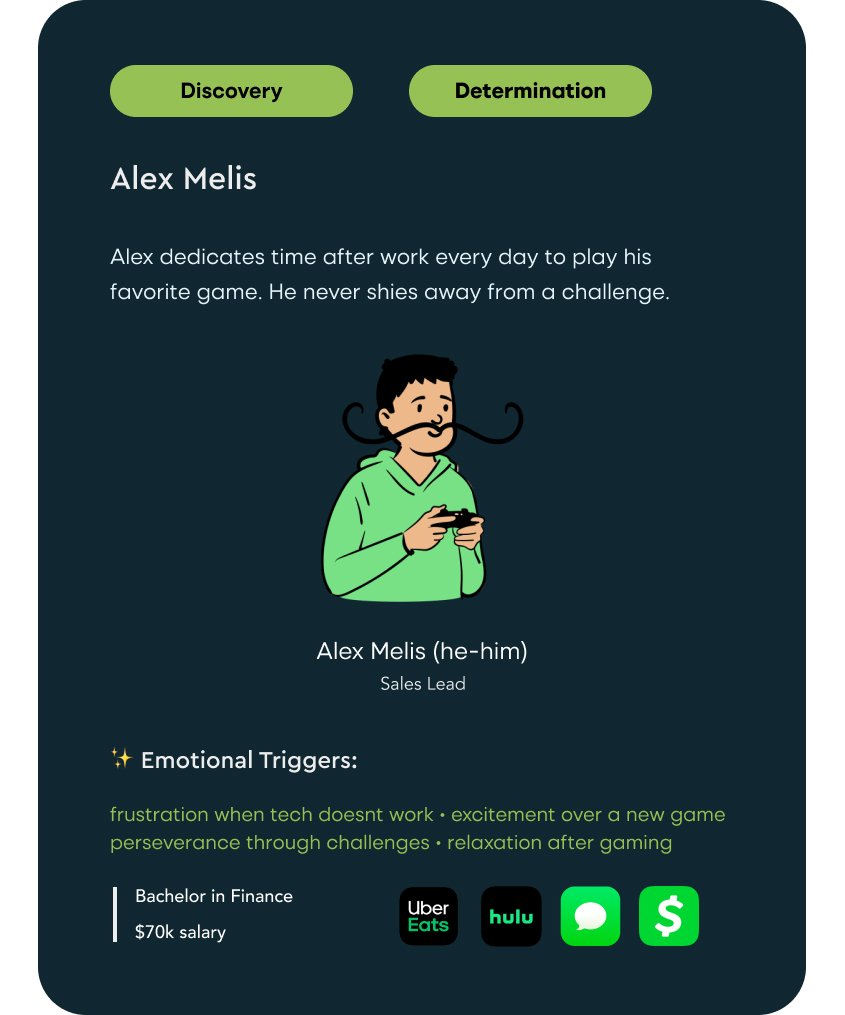 Discovery
Determination
Alex Melis
Alex dedicates time after work every day to play his
favorite game. He never shies away from a challenge.
Alex Melis (he-him)
Sales Lead
✨ Emotional Triggers:
frustration when tech doesnt work • excitement over a new game
perseverance through challenges • relaxation after gaming
Bachelor in Finance
$70k salary
Uber
Eats
hulu
$